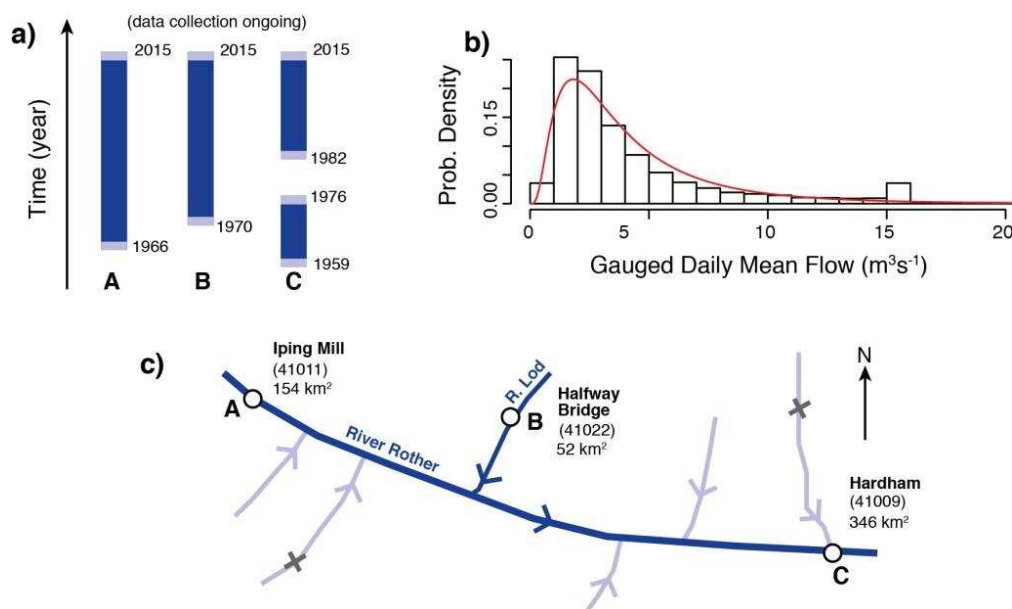 a)
(data collection ongoing)
Time (year)
2015
2015
2015
1982
1976
1970
1966
1959
A
B
C
b)
Prob. Density
0.00
0.15
0
5
10
15
20
Gauged Daily Mean Flow (m³s⁻¹)
c)
Iping Mill
(41011)
154 km²
A
River Rother
R. Lod
B
Halfway
Bridge
(41022)
52 km²
N
Hardham
(41009)
346 km²
C